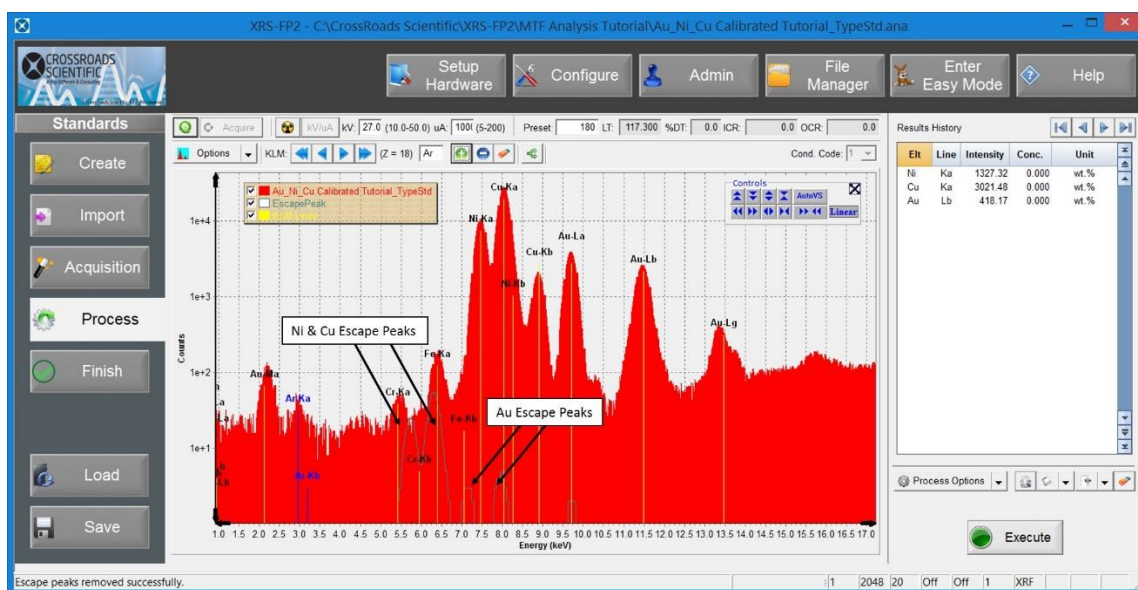 XRS-FP2 - C:\CrossRoads Scientific\XRS-FP2\MTF Analysis Tutorial\Au_Ni_Cu Calibrated Tutorial_TypeStd.ana
CROSSROADS
SCIENTIFIC
Setup Hardware
Configure
Admin
File Manager
Enter Easy Mode
Help
Standards
Create
Import
Acquisition
Process
Finish
Load
Save
Acquire
kV/uA kV: 27.0 (10.0-50.0) uA: 100( (5-200) Preset 180 LT: 117.300 %DT: 0.0 ICR: 0.0 OCR: 0.0
Options KLM: (Z = 18) Ar Cond. Code: 1
Au_Ni_Cu Calibrated Tutorial_TypeStd
EscapePeak
Controls
AutoVS
Linear
Counts
1e+4
1e+3
1e+2
1e+1
Cu-Ka
Ni-Ka
Au-La
Cu-Kb
Au-Lb
Ni-Kb
Au-Lg
Ni & Cu Escape Peaks
Fe-Ka
Au-Ma
Cr-Ka
Ar-Ka
Au Escape Peaks
Fe-Kb
Cr-Kb
Ar-Kb
1.0 1.5 2.0 2.5 3.0 3.5 4.0 4.5 5.0 5.5 6.0 6.5 7.0 7.5 8.0 8.5 9.0 9.5 10.0 10.5 11.0 11.5 12.0 12.5 13.0 13.5 14.0 14.5 15.0 15.5 16.0 16.5 17.0
Energy (keV)
Results History
Elt Line Intensity Conc. Unit
Ni Ka 1327.32 0.000 wt.%
Cu Ka 3021.48 0.000 wt.%
Au Lb 418.17 0.000 wt.%
Process Options
Execute
Escape peaks removed successfully.
1 2048 20 Off Off 1 XRF